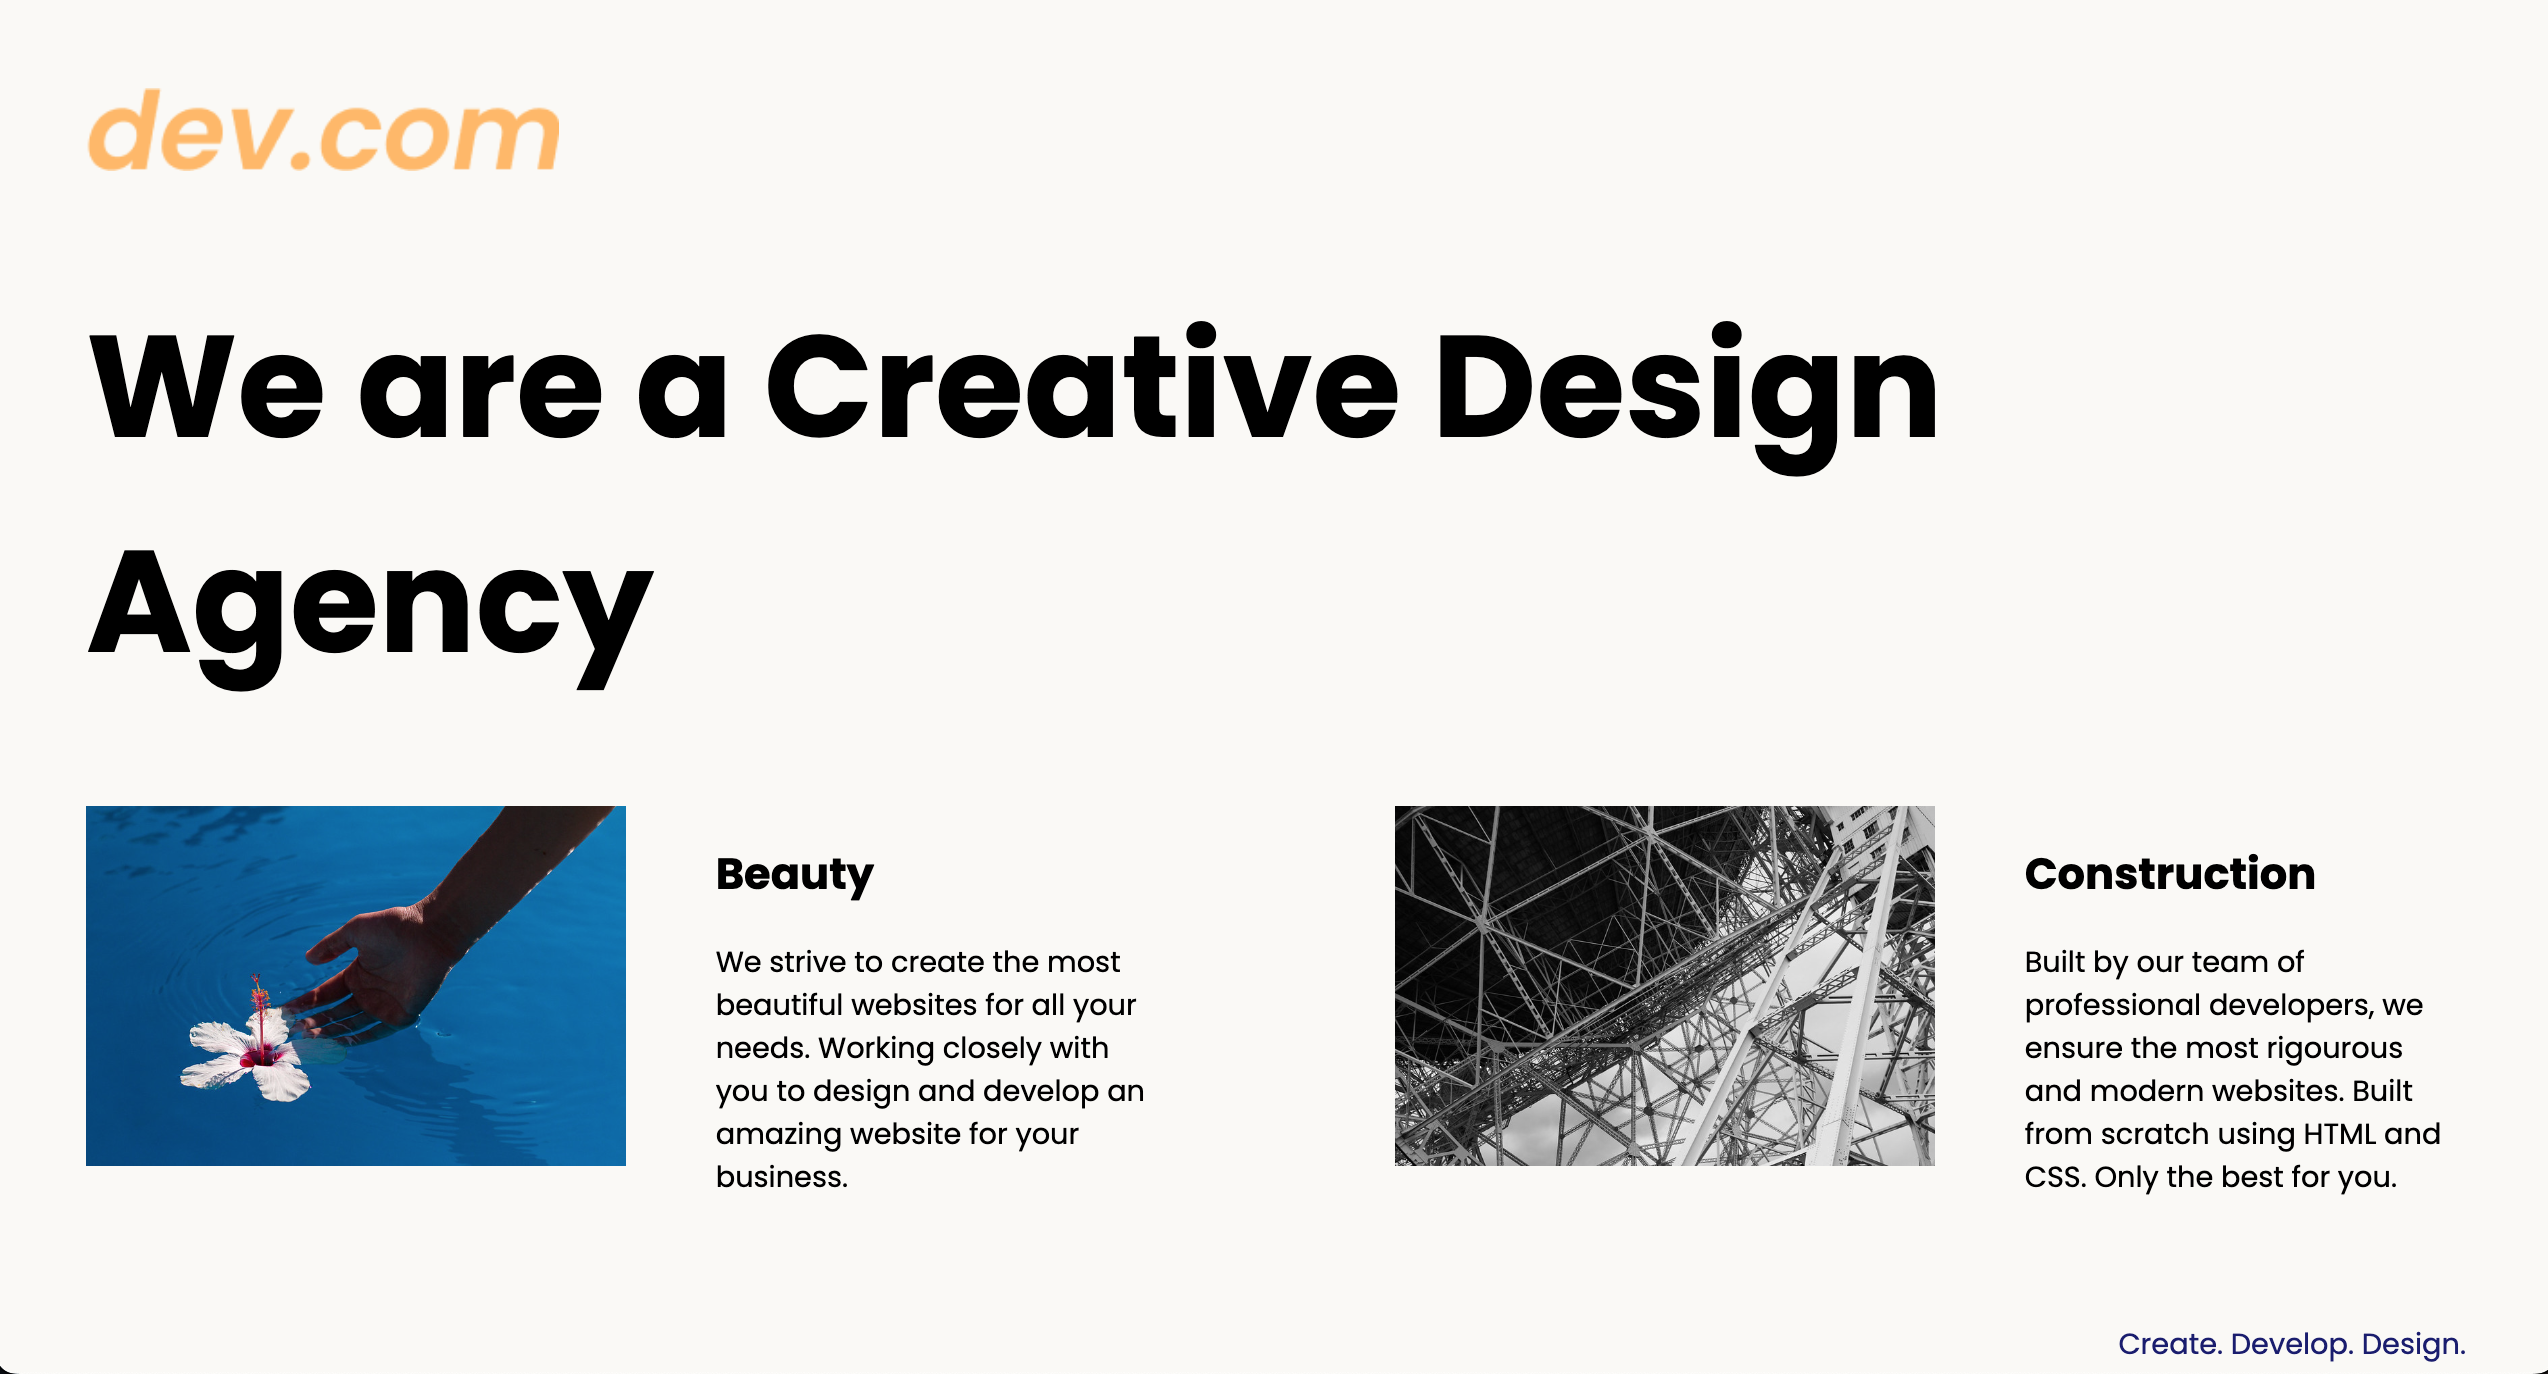 dev.com
We are a Creative Design
Agency
Beauty
We strive to create the most
beautiful websites for all your
needs. Working closely with
you to design and develop an
amazing website for your
business.
Construction
Built by our team of
professional developers, we
ensure the most rigourous
and modern websites. Built
from scratch using HTML and
CSS. Only the best for you.
Create. Develop. Design.